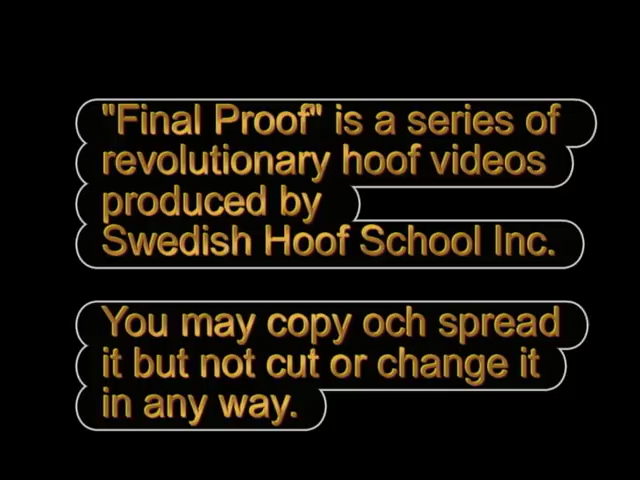 "Final Proof" is a series of
revolutionary hoof videos
produced by
Swedish Hoof School Inc.
You may copy och spread
it but not cut or change it
in any way.